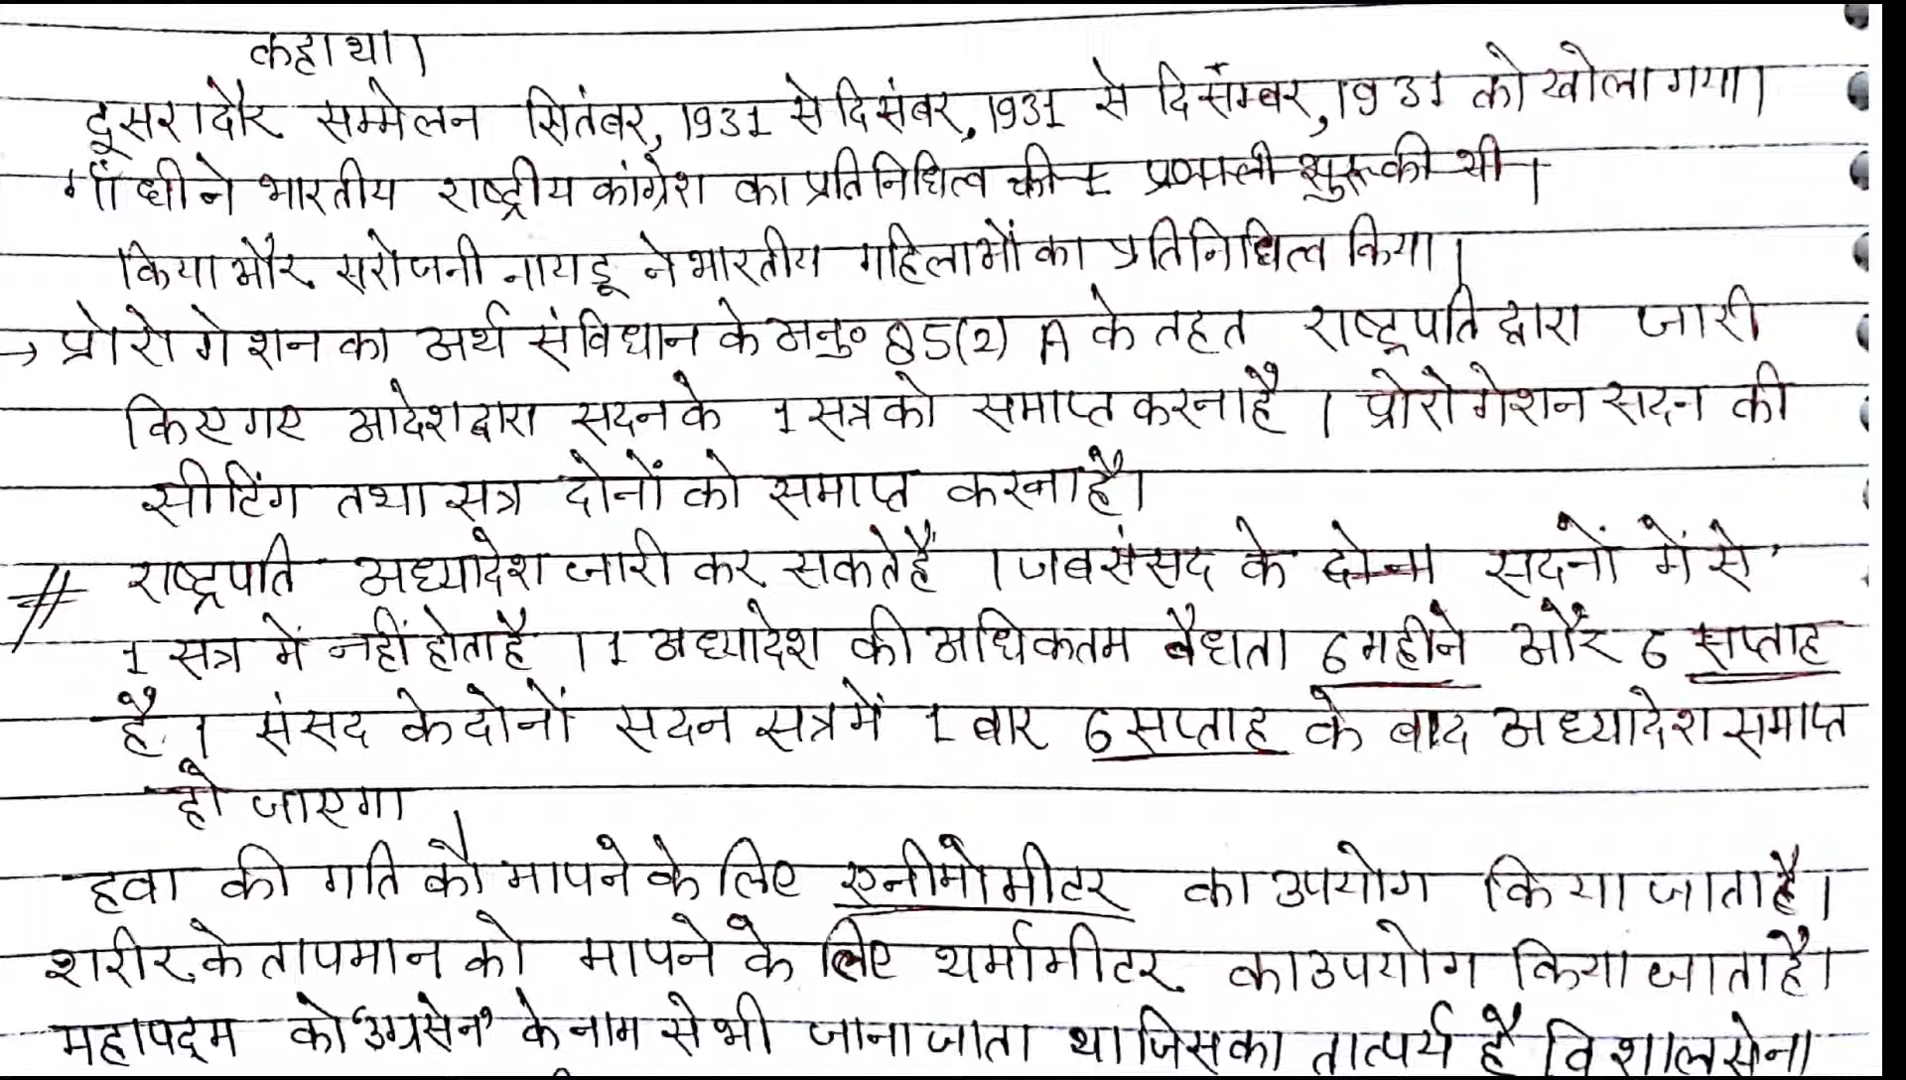 कहा था।
दूसरा दौर सम्मेलन सितंबर, 1931 से दिसंबर, 1931 से दिसम्बर, 1931 को खोला गया।
गाँधी ने भारतीय राष्ट्रीय कांग्रेश का प्रतिनिधित्व की 1 प्रणाली शुरू की थी।
किया और सरोजनी नायडू ने भारतीय महिलाओं का प्रतिनिधित्व किया।
→ प्रोरोगेशन का अर्थ संविधान के अनु० 85(2) A के तहत राष्ट्रपति द्वारा जारी
किए गए आदेश द्वारा सदन के 1 सत्र को समाप्त करना है । प्रोरोगेशन सदन की
सीटिंग तथा सत्र दोनों को समाप्त करना है।
# राष्ट्रपति अध्यादेश जारी कर सकते हैं । जब संसद के सदनों में से
1 सत्र में नहीं होता है । 1 अध्यादेश की अधिकतम वैधता 6 महीने और 6 सप्ताह
है । संसद के दोनों सदन सत्र में 1 बार 6 सप्ताह के बाद अध्यादेश समाप्त
हो जाएगा
हवा की गति को मापने के लिए एनीमोमीटर का उपयोग किया जाता है।
शरीर के तापमान को मापने के लिए थर्मामीटर का उपयोग किया जाता है।
महापद्म को 'उग्रसेन' के नाम से भी जाना जाता था जिसका तात्पर्य है विशाल सेना